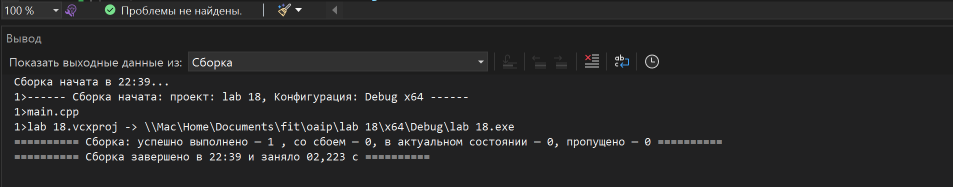 100 %
Проблемы не найдены.
Вывод
Показать выходные данные из: Сборка
Сборка начата в 22:39...
1>------ Сборка начата: проект: lab 18, Конфигурация: Debug x64 ------
1>main.cpp
1>lab 18.vcxproj -> \\Mac\Home\Documents\fit\oaip\lab 18\x64\Debug\lab 18.exe
========== Сборка: успешно выполнено — 1 , со сбоем — 0, в актуальном состоянии — 0, пропущено — 0 ==========
========== Сборка завершено в 22:39 и заняло 02,223 с ==========